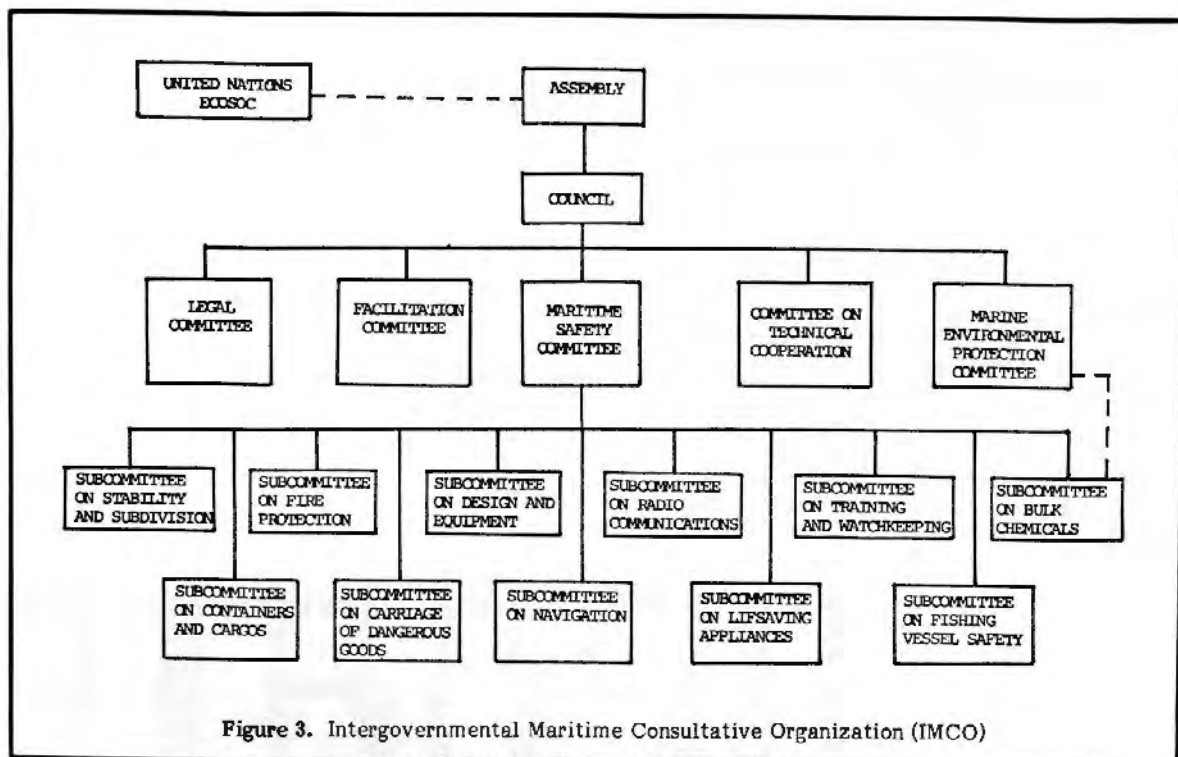 UNITED NATIONS
ECOSOC
ASSEMBLY
COUNCIL
LEGAL
COMMITTEE
FACILITATION
COMMITTEE
MARITIME
SAFETY
COMMITTEE
COMMITTEE ON
TECHNICAL
COOPERATION
MARINE
ENVIRONMENTAL
PROTECTION
COMMITTEE
SUBCOMMITTEE
ON STABILITY
AND SUBDIVISION
SUBCOMMITTEE
ON FIRE
PROTECTION
SUBCOMMITTEE
ON DESIGN AND
EQUIPMENT
SUBCOMMITTEE
ON RADIO
COMMUNICATIONS
SUBCOMMITTEE
ON TRAINING
AND WATCHKEEPING
SUBCOMMITTEE
ON BULK
CHEMICALS
SUBCOMMITTEE
ON CONTAINERS
AND CARGOS
SUBCOMMITTEE
ON CARRIAGE
OF DANGEROUS
GOODS
SUBCOMMITTEE
ON NAVIGATION
SUBCOMMITTEE
ON LIFSAVING
APPLIANCES
SUBCOMMITTEE
ON FISHING
VESSEL SAFETY
Figure 3. Intergovernmental Maritime Consultative Organization (IMCO)